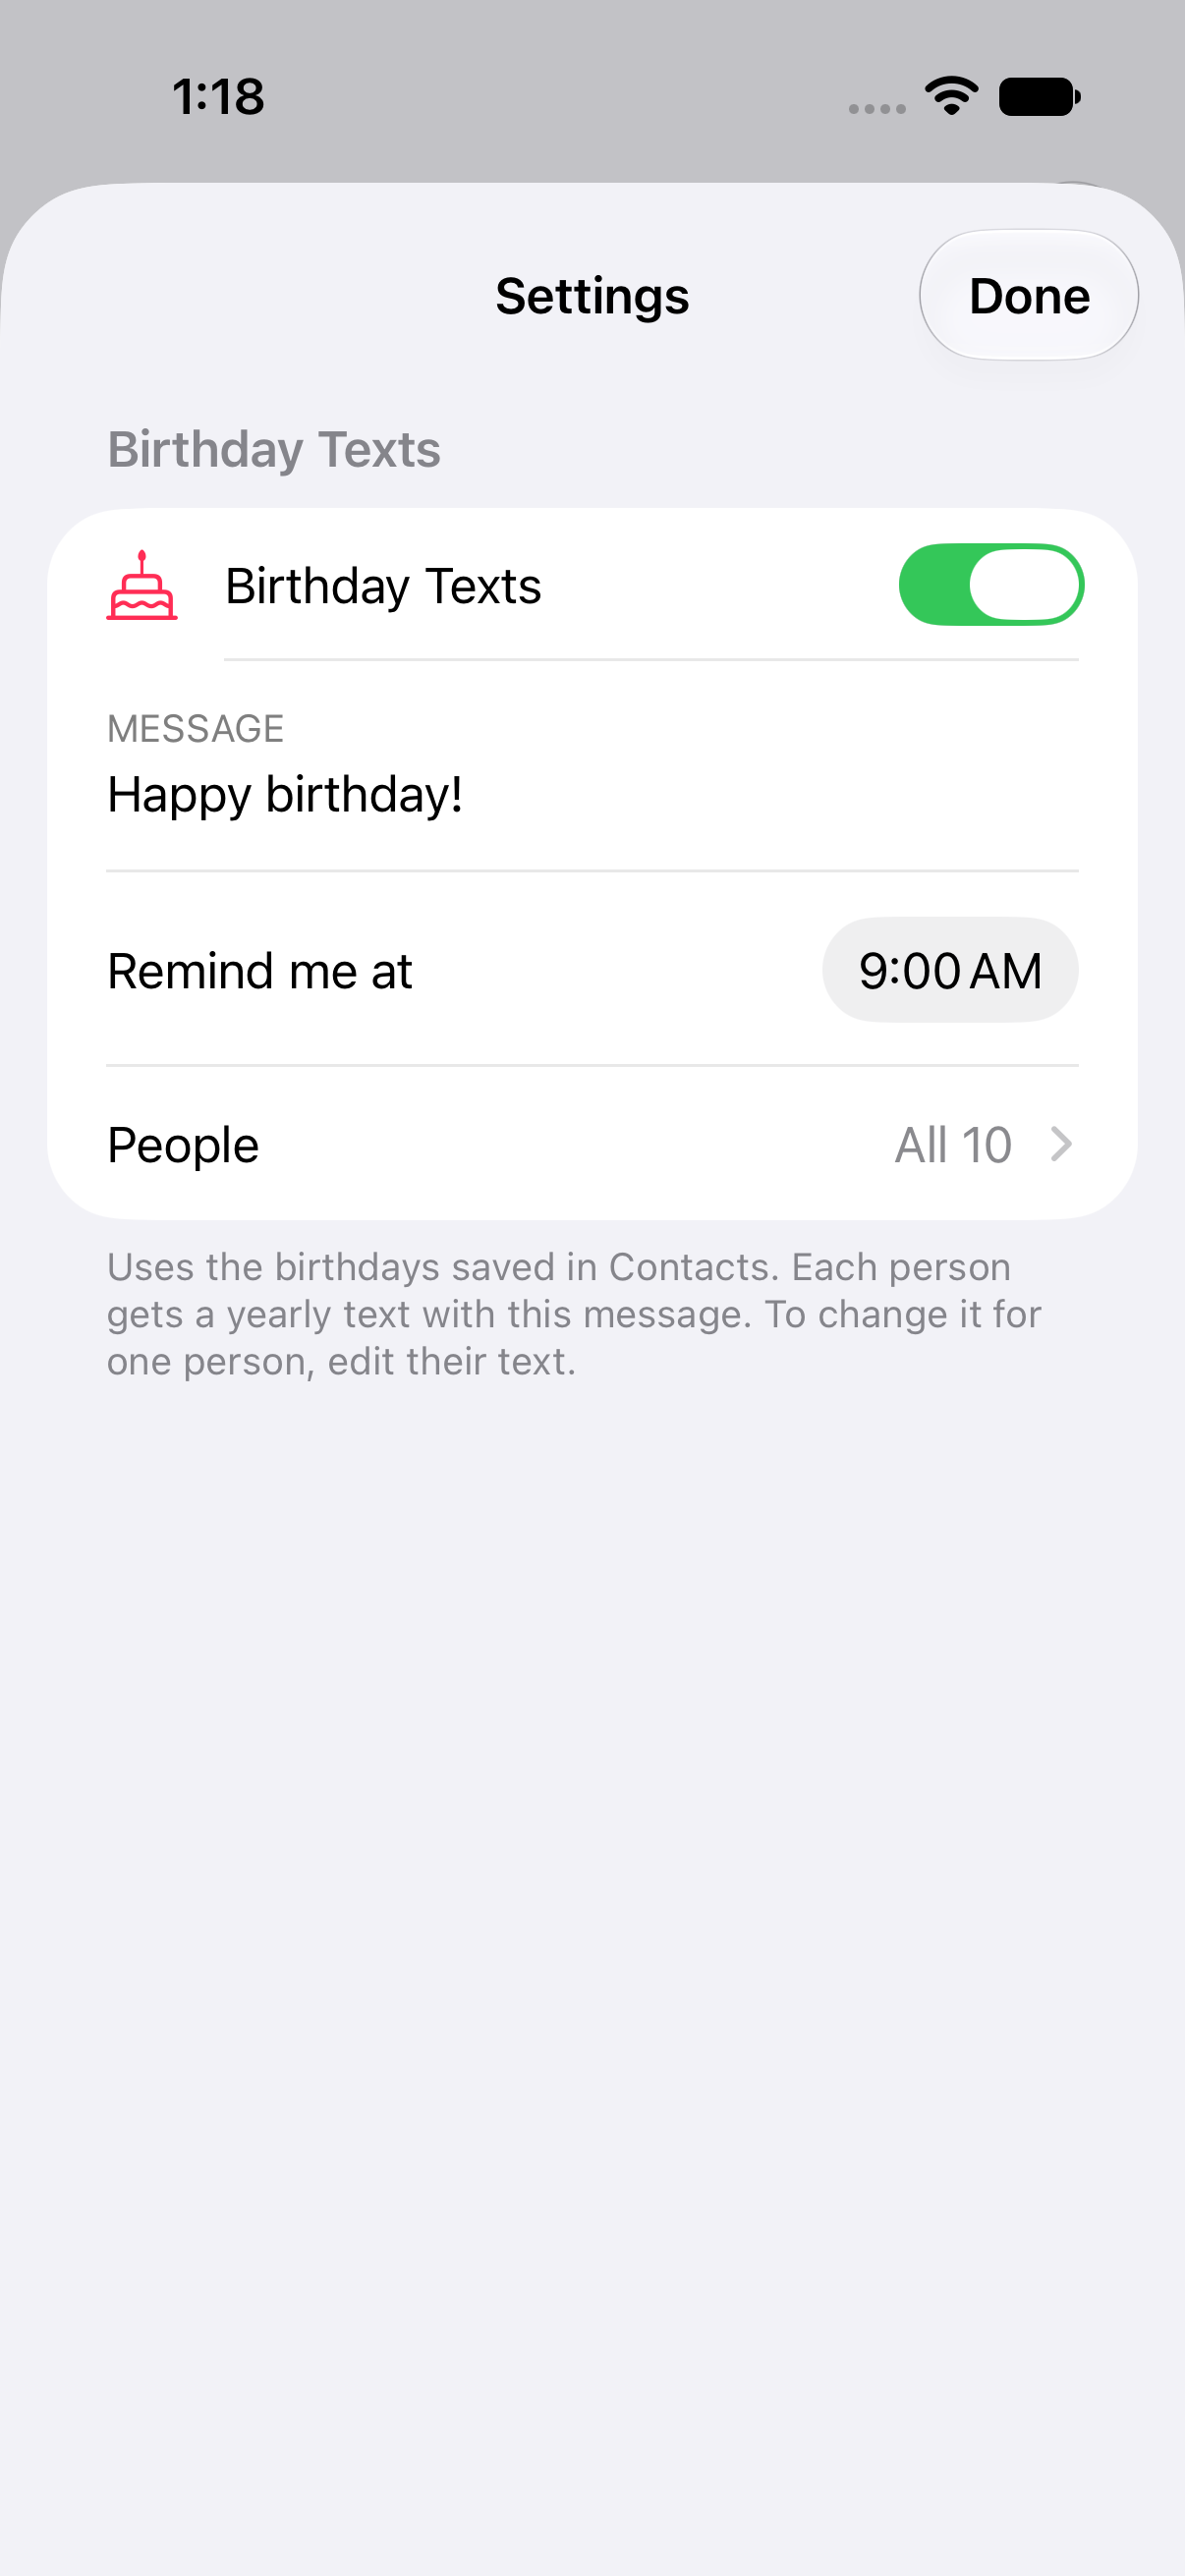 1:18
Settings
Done
Birthday Texts
Birthday Texts
MESSAGE
Happy birthday!
Remind me at
9:00 AM
People
All 10
Uses the birthdays saved in Contacts. Each person
gets a yearly text with this message. To change it for
one person, edit their text.